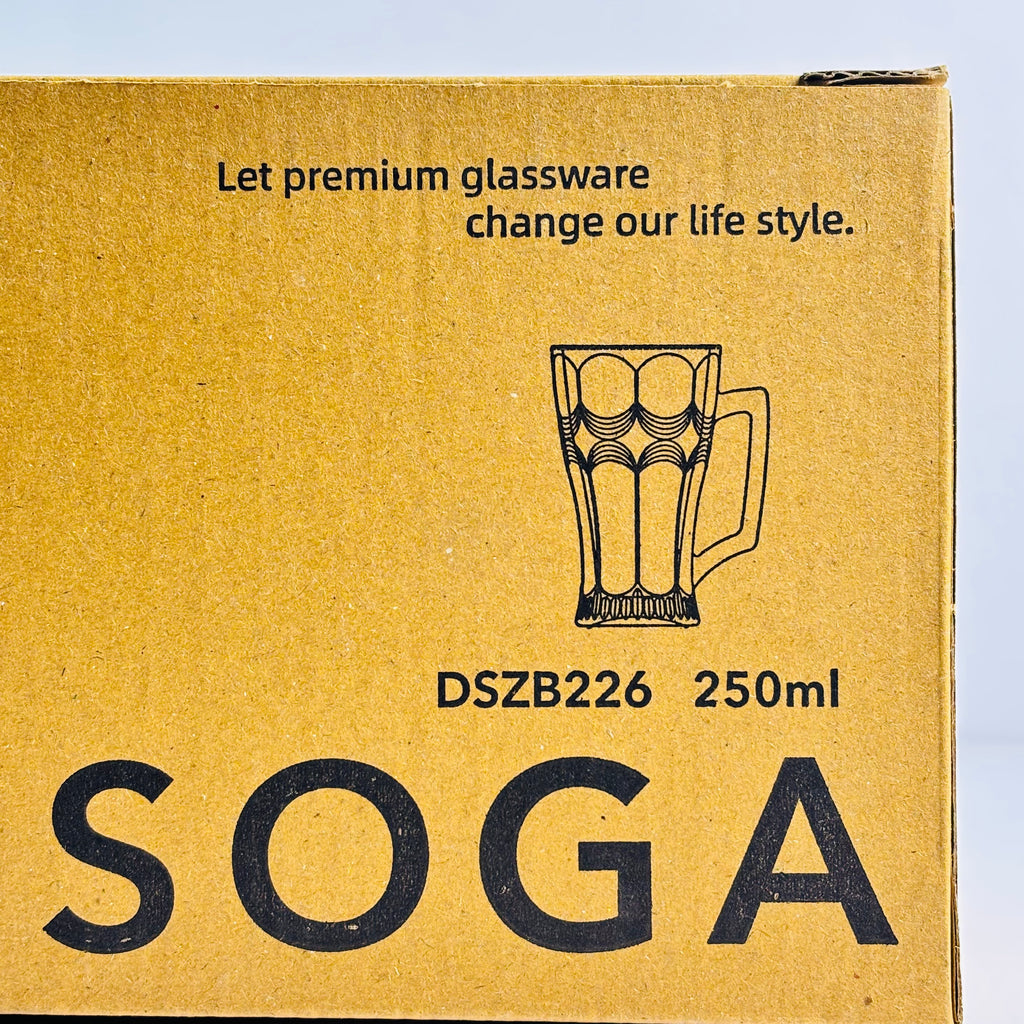 Let premium glassware
change our life style.
DSZB226 250ml
SOGA